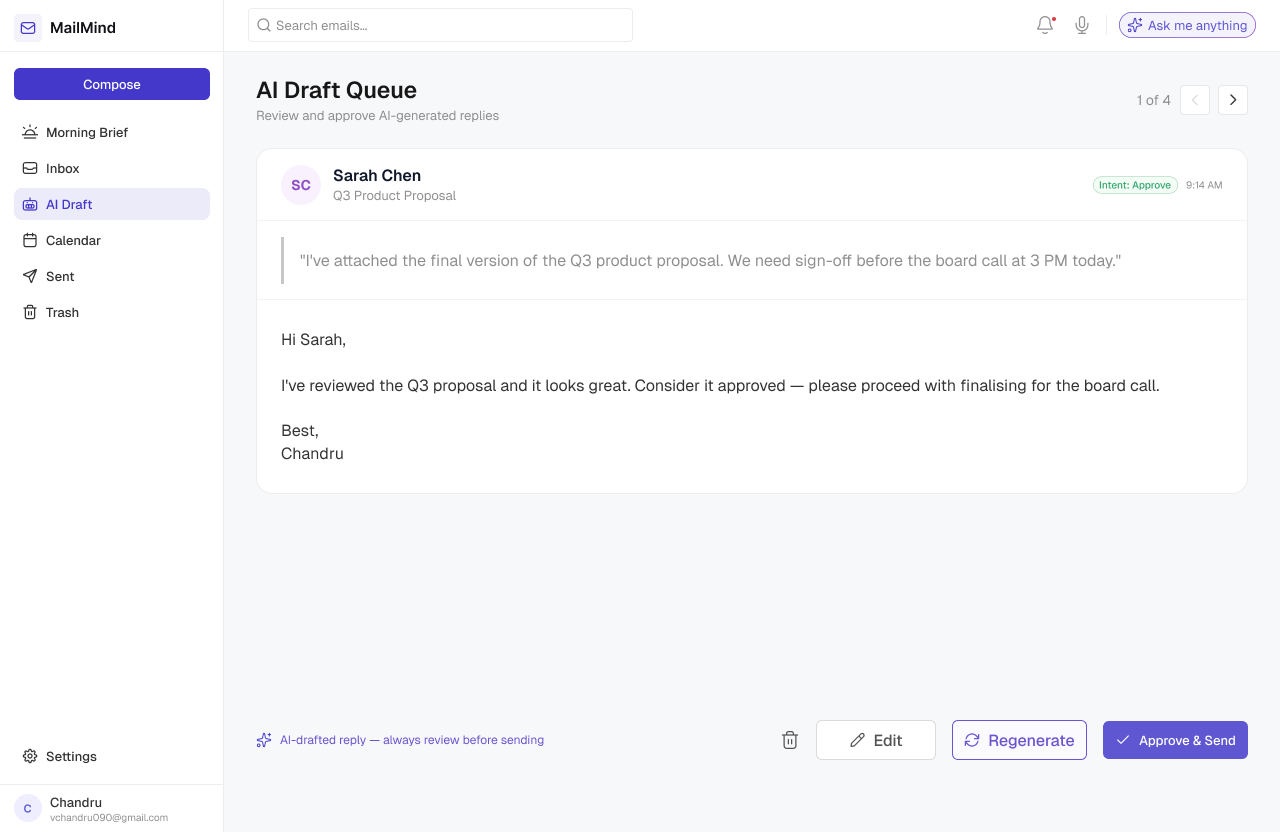 MailMind
Search emails...
Ask me anything
Compose
Morning Brief
Inbox
AI Draft
Calendar
Sent
Trash
Settings
C
Chandru
vchandru090@gmail.com
AI Draft Queue
Review and approve AI-generated replies
1 of 4
SC
Sarah Chen
Q3 Product Proposal
Intent: Approve
9:14 AM
"I've attached the final version of the Q3 product proposal. We need sign-off before the board call at 3 PM today."
Hi Sarah,
I've reviewed the Q3 proposal and it looks great. Consider it approved — please proceed with finalising for the board call.
Best,
Chandru
AI-drafted reply — always review before sending
Edit
Regenerate
Approve & Send